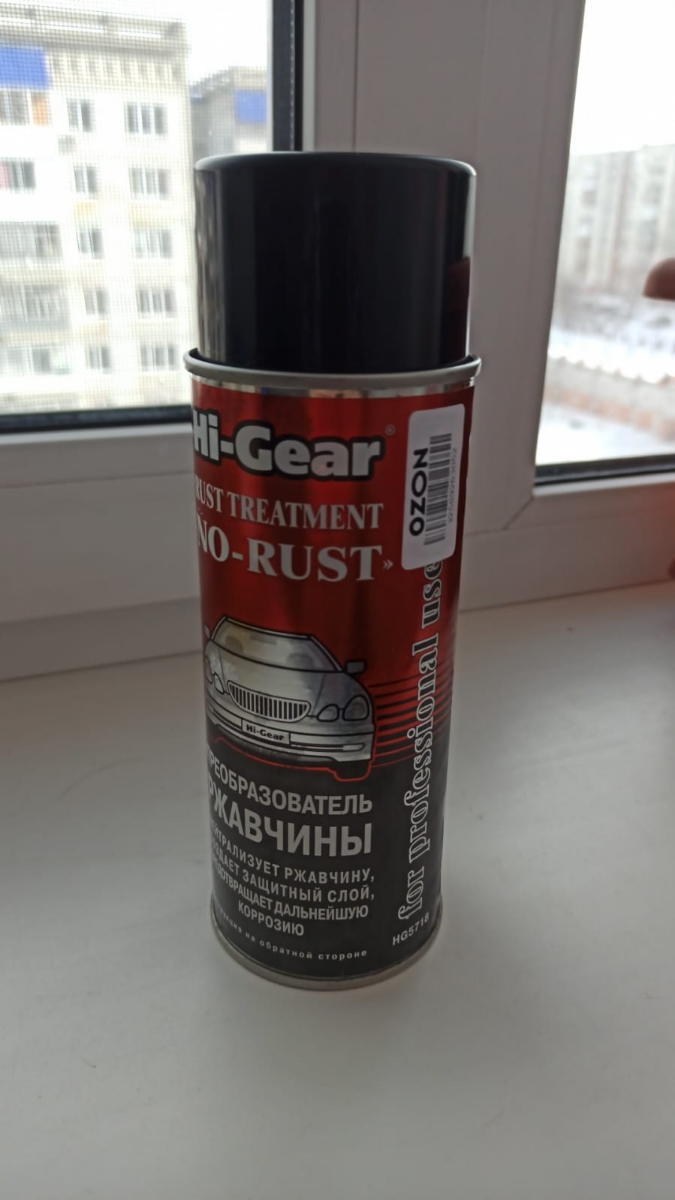 Hi-Gear®
RUST TREATMENT
NO-RUST»
OZON
for professional use
Hi-Gear
ПРЕОБРАЗОВАТЕЛЬ
РЖАВЧИНЫ
НЕЙТРАЛИЗУЕТ РЖАВЧИНУ,
СОЗДАЕТ ЗАЩИТНЫЙ СЛОЙ,
ПРЕДОТВРАЩАЕТ ДАЛЬНЕЙШУЮ
КОРРОЗИЮ
на обратной стороне
HG5718